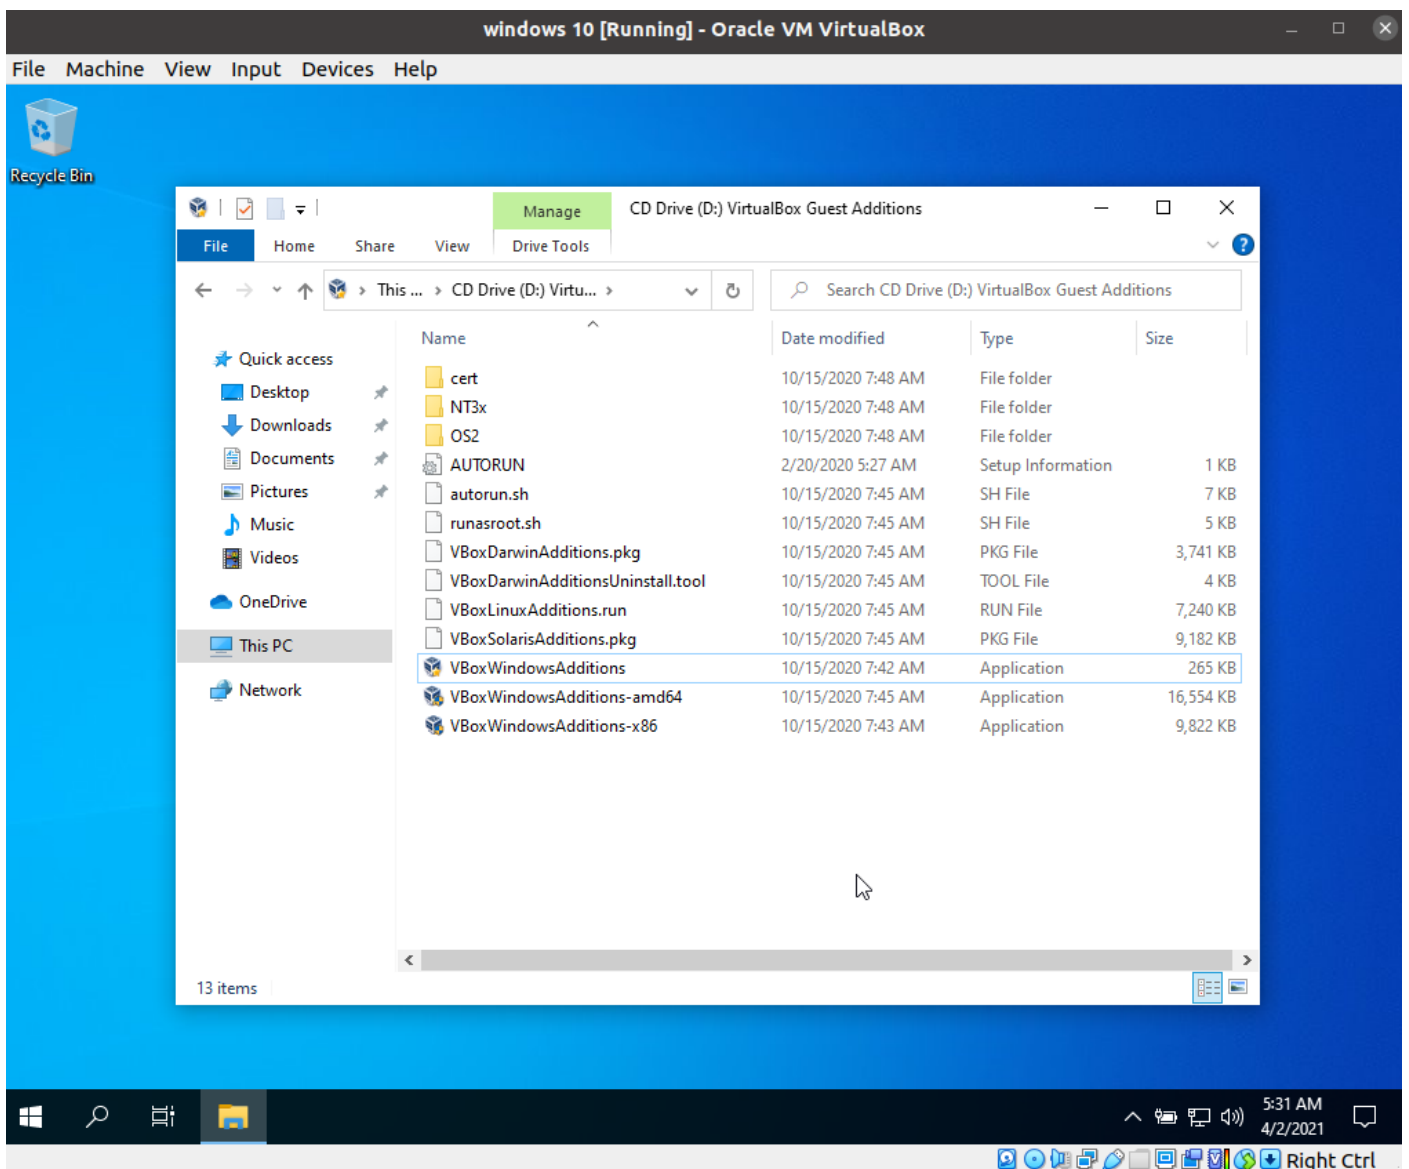 windows 10 [Running] - Oracle VM VirtualBox
File Machine View Input Devices Help
Recycle Bin
Manage CD Drive (D:) VirtualBox Guest Additions
File Home Share View Drive Tools
This ... CD Drive (D:) Virtu... Search CD Drive (D:) VirtualBox Guest Additions
Name Date modified Type Size
Quick access
Desktop
Downloads
Documents
Pictures
Music
Videos
OneDrive
This PC
Network
cert 10/15/2020 7:48 AM File folder
NT3x 10/15/2020 7:48 AM File folder
OS2 10/15/2020 7:48 AM File folder
AUTORUN 2/20/2020 5:27 AM Setup Information 1 KB
autorun.sh 10/15/2020 7:45 AM SH File 7 KB
runasroot.sh 10/15/2020 7:45 AM SH File 5 KB
VBoxDarwinAdditions.pkg 10/15/2020 7:45 AM PKG File 3,741 KB
VBoxDarwinAdditionsUninstall.tool 10/15/2020 7:45 AM TOOL File 4 KB
VBoxLinuxAdditions.run 10/15/2020 7:45 AM RUN File 7,240 KB
VBoxSolarisAdditions.pkg 10/15/2020 7:45 AM PKG File 9,182 KB
VBoxWindowsAdditions 10/15/2020 7:42 AM Application 265 KB
VBoxWindowsAdditions-amd64 10/15/2020 7:45 AM Application 16,554 KB
VBoxWindowsAdditions-x86 10/15/2020 7:43 AM Application 9,822 KB
13 items
5:31 AM
4/2/2021
Right Ctrl